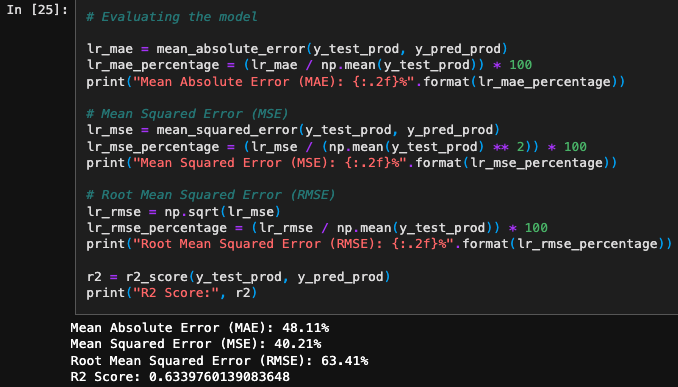 In [25]:
# Evaluating the model
lr_mae = mean_absolute_error(y_test_prod, y_pred_prod)
lr_mae_percentage = (lr_mae / np.mean(y_test_prod)) * 100
print("Mean Absolute Error (MAE): {:.2f}%".format(lr_mae_percentage))
# Mean Squared Error (MSE)
lr_mse = mean_squared_error(y_test_prod, y_pred_prod)
lr_mse_percentage = (lr_mse / (np.mean(y_test_prod) ** 2)) * 100
print("Mean Squared Error (MSE): {:.2f}%".format(lr_mse_percentage))
# Root Mean Squared Error (RMSE)
lr_rmse = np.sqrt(lr_mse)
lr_rmse_percentage = (lr_rmse / np.mean(y_test_prod)) * 100
print("Root Mean Squared Error (RMSE): {:.2f}%".format(lr_rmse_percentage))
r2 = r2_score(y_test_prod, y_pred_prod)
print("R2 Score:", r2)
Mean Absolute Error (MAE): 48.11%
Mean Squared Error (MSE): 40.21%
Root Mean Squared Error (RMSE): 63.41%
R2 Score: 0.6339760139083648